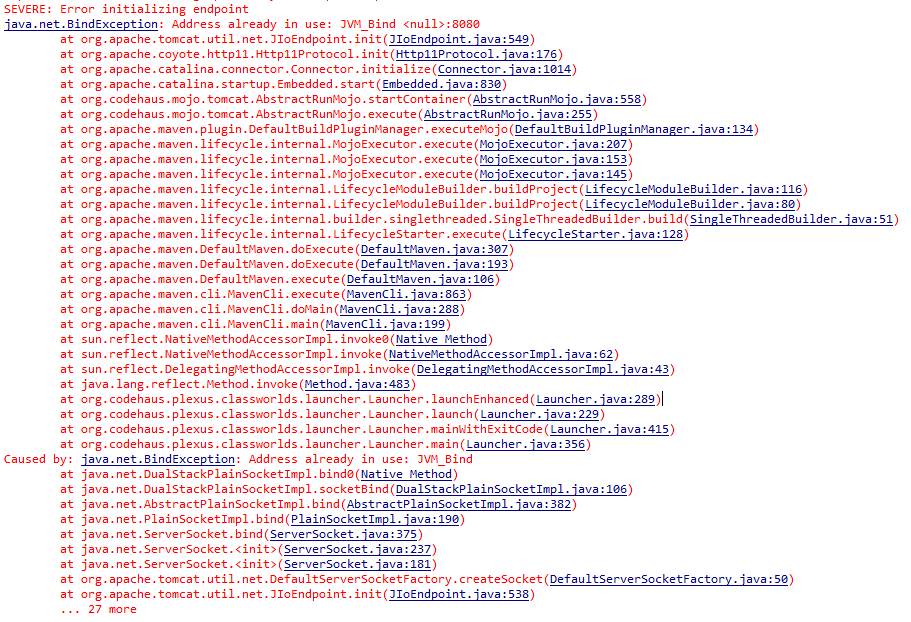 SEVERE: Error initializing endpoint
java.net.BindException: Address already in use: JVM_Bind <null>:8080
at org.apache.tomcat.util.net.JIoEndpoint.init(JIoEndpoint.java:549)
at org.apache.coyote.http11.Http11Protocol.init(Http11Protocol.java:176)
at org.apache.catalina.connector.Connector.initialize(Connector.java:1014)
at org.apache.catalina.startup.Embedded.start(Embedded.java:830)
at org.codehaus.mojo.tomcat.AbstractRunMojo.startContainer(AbstractRunMojo.java:558)
at org.codehaus.mojo.tomcat.AbstractRunMojo.execute(AbstractRunMojo.java:255)
at org.apache.maven.plugin.DefaultBuildPluginManager.executeMojo(DefaultBuildPluginManager.java:134)
at org.apache.maven.lifecycle.internal.MojoExecutor.execute(MojoExecutor.java:207)
at org.apache.maven.lifecycle.internal.MojoExecutor.execute(MojoExecutor.java:153)
at org.apache.maven.lifecycle.internal.MojoExecutor.execute(MojoExecutor.java:145)
at org.apache.maven.lifecycle.internal.LifecycleModuleBuilder.buildProject(LifecycleModuleBuilder.java:116)
at org.apache.maven.lifecycle.internal.LifecycleModuleBuilder.buildProject(LifecycleModuleBuilder.java:80)
at org.apache.maven.lifecycle.internal.builder.singlethreaded.SingleThreadedBuilder.build(SingleThreadedBuilder.java:51)
at org.apache.maven.lifecycle.internal.LifecycleStarter.execute(LifecycleStarter.java:128)
at org.apache.maven.DefaultMaven.doExecute(DefaultMaven.java:307)
at org.apache.maven.DefaultMaven.doExecute(DefaultMaven.java:193)
at org.apache.maven.DefaultMaven.execute(DefaultMaven.java:106)
at org.apache.maven.cli.MavenCli.execute(MavenCli.java:863)
at org.apache.maven.cli.MavenCli.doMain(MavenCli.java:288)
at org.apache.maven.cli.MavenCli.main(MavenCli.java:199)
at sun.reflect.NativeMethodAccessorImpl.invoke0(Native Method)
at sun.reflect.NativeMethodAccessorImpl.invoke(NativeMethodAccessorImpl.java:62)
at sun.reflect.DelegatingMethodAccessorImpl.invoke(DelegatingMethodAccessorImpl.java:43)
at java.lang.reflect.Method.invoke(Method.java:483)
at org.codehaus.plexus.classworlds.launcher.Launcher.launchEnhanced(Launcher.java:289)
at org.codehaus.plexus.classworlds.launcher.Launcher.launch(Launcher.java:229)
at org.codehaus.plexus.classworlds.launcher.Launcher.mainWithExitCode(Launcher.java:415)
at org.codehaus.plexus.classworlds.launcher.Launcher.main(Launcher.java:356)
Caused by: java.net.BindException: Address already in use: JVM_Bind
at java.net.DualStackPlainSocketImpl.bind0(Native Method)
at java.net.DualStackPlainSocketImpl.socketBind(DualStackPlainSocketImpl.java:106)
at java.net.AbstractPlainSocketImpl.bind(AbstractPlainSocketImpl.java:382)
at java.net.PlainSocketImpl.bind(PlainSocketImpl.java:190)
at java.net.ServerSocket.bind(ServerSocket.java:375)
at java.net.ServerSocket.<init>(ServerSocket.java:237)
at java.net.ServerSocket.<init>(ServerSocket.java:181)
at org.apache.tomcat.util.net.DefaultServerSocketFactory.createSocket(DefaultServerSocketFactory.java:50)
at org.apache.tomcat.util.net.JIoEndpoint.init(JIoEndpoint.java:538)
... 27 more